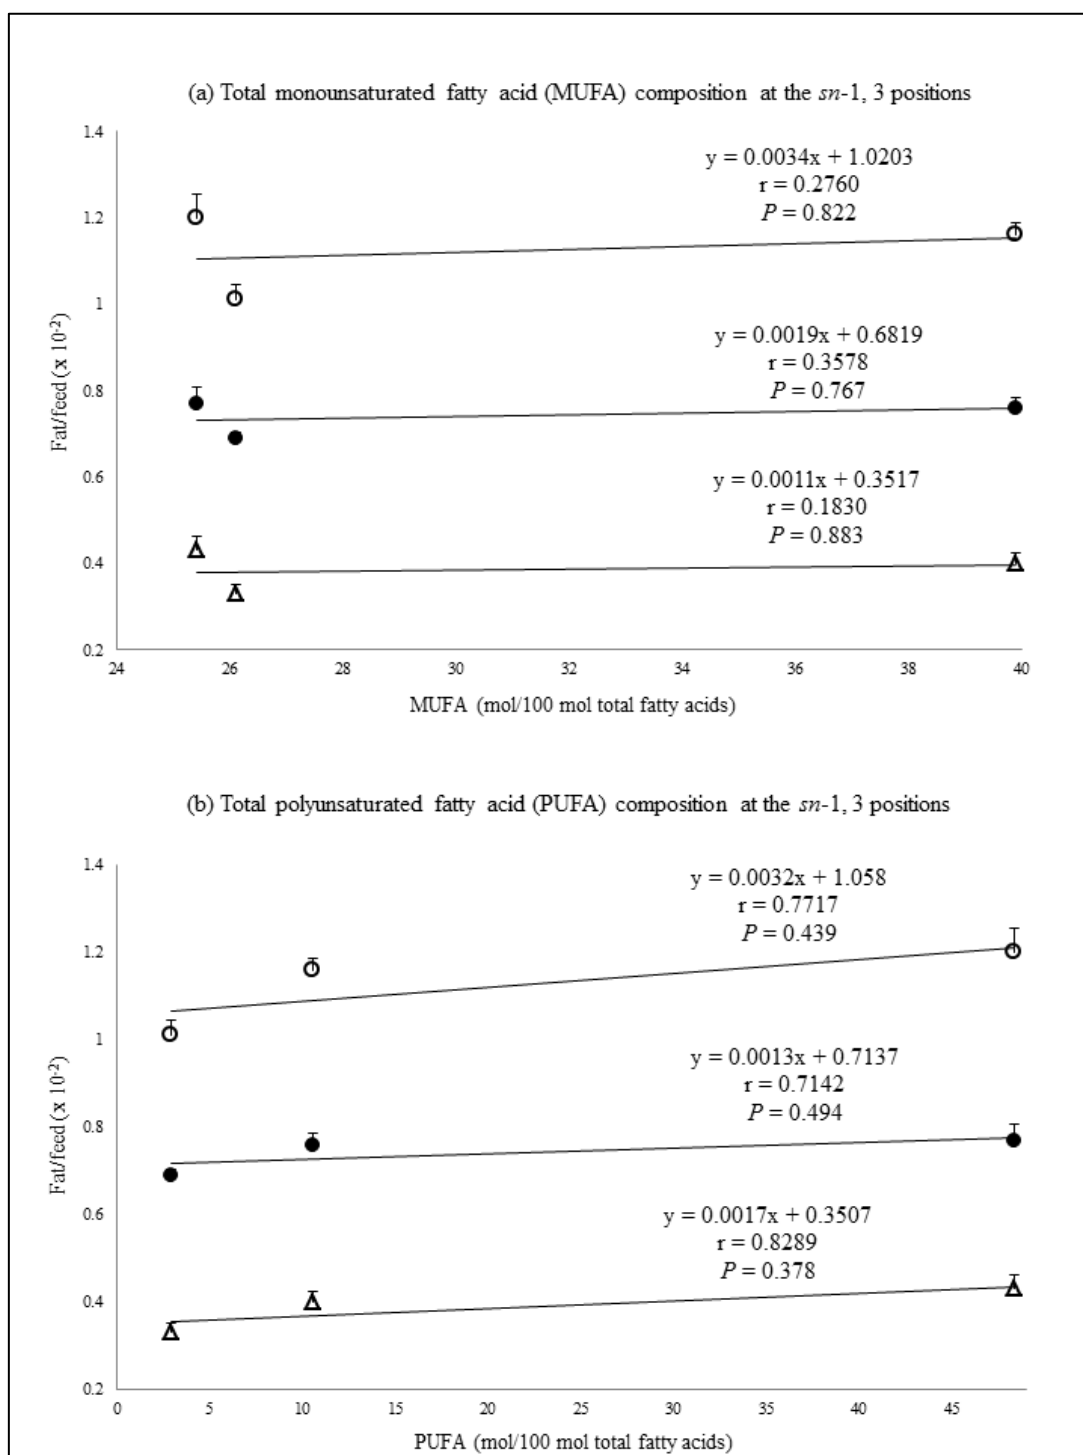 (a) Total monounsaturated fatty acid (MUFA) composition at the sn-1, 3 positions
1.4
1.2
1
0.8
0.6
0.4
0.2
Fat/feed (x 10-2)
y = 0.0034x + 1.0203
r = 0.2760
P = 0.822
y = 0.0019x + 0.6819
r = 0.3578
P = 0.767
y = 0.0011x + 0.3517
r = 0.1830
P = 0.883
24 26 28 30 32 34 36 38 40
MUFA (mol/100 mol total fatty acids)
(b) Total polyunsaturated fatty acid (PUFA) composition at the sn-1, 3 positions
1.4
1.2
1
0.8
0.6
0.4
0.2
Fat/feed (x 10-2)
y = 0.0032x + 1.058
r = 0.7717
P = 0.439
y = 0.0013x + 0.7137
r = 0.7142
P = 0.494
y = 0.0017x + 0.3507
r = 0.8289
P = 0.378
0 5 10 15 20 25 30 35 40 45
PUFA (mol/100 mol total fatty acids)